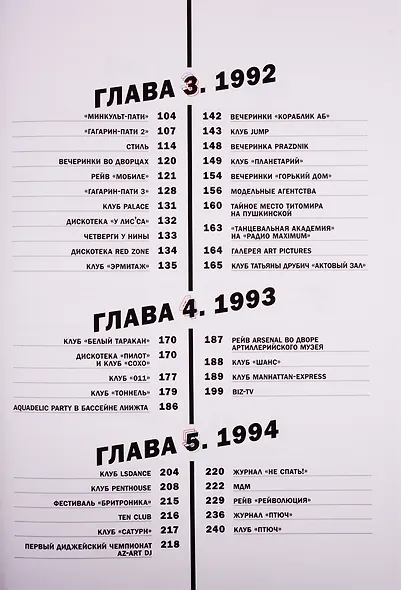 ГЛАВА 3. 1992
«МИНКУЛЬТ-ПАТИ» 104
«ГАГАРИН-ПАТИ 2» 107
СТИЛЬ 114
ВЕЧЕРИНКИ ВО ДВОРЦАХ 120
РЕЙВ «МОБИЛЕ» 121
«ГАГАРИН-ПАТИ 3» 128
КЛУБ PALACE 131
ДИСКОТЕКА «У ЛИС'СА» 132
ЧЕТВЕРГИ У НИНЫ 133
ДИСКОТЕКА RED ZONE 134
КЛУБ «ЭРМИТАЖ» 135
142 ВЕЧЕРИНКИ «КОРАБЛИК АБ»
143 КЛУБ JUMP
148 ВЕЧЕРИНКА PRAZDNIK
149 КЛУБ «ПЛАНЕТАРИЙ»
154 ВЕЧЕРИНКИ «ГОРЬКИЙ ДОМ»
156 МОДЕЛЬНЫЕ АГЕНТСТВА
160 ТАЙНОЕ МЕСТО ТИТОМИРА
НА ПУШКИНСКОЙ
163 «ТАНЦЕВАЛЬНАЯ АКАДЕМИЯ»
НА «РАДИО MAXIMUM»
164 ГАЛЕРЕЯ ART PICTURES
165 КЛУБ ТАТЬЯНЫ ДРУБИЧ «АКТОВЫЙ ЗАЛ»
ГЛАВА 4. 1993
КЛУБ «БЕЛЫЙ ТАРАКАН» 170
ДИСКОТЕКА «ПИЛОТ» 170
И КЛУБ «СОХО»
КЛУБ «011» 177
КЛУБ «ТОННЕЛЬ» 179
AQUADELIC PARTY В БАССЕЙНЕ ЛИИЖТА 186
187 РЕЙВ ARSENAL ВО ДВОРЕ
АРТИЛЛЕРИЙСКОГО МУЗЕЯ
188 КЛУБ «ШАНС»
189 КЛУБ MANHATTAN-EXPRESS
199 BIZ-TV
ГЛАВА 5. 1994
КЛУБ LSDANCE 204
КЛУБ PENTHOUSE 208
ФЕСТИВАЛЬ «БРИТРОНИКА» 215
TEN CLUB 216
КЛУБ «САТУРН» 217
ПЕРВЫЙ ДИДЖЕЙСКИЙ ЧЕМПИОНАТ 218
AZ-ART DJ
220 ЖУРНАЛ «НЕ СПАТЬ!»
222 МДМ
229 РЕЙВ «РЕЙВОЛЮЦИЯ»
236 ЖУРНАЛ «ПТЮЧ»
240 КЛУБ «ПТЮЧ»